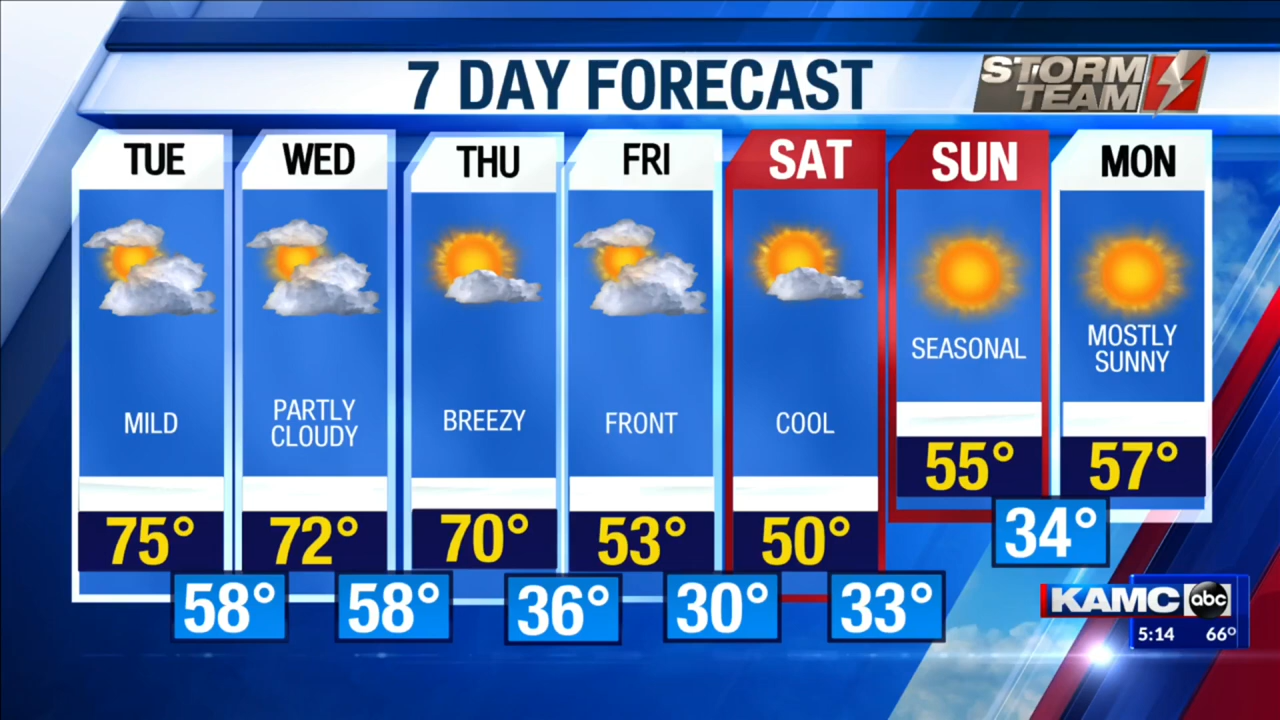 7 DAY FORECAST
STORM
TEAM
TUE
WED
THU
FRI
SAT
SUN
MON
MILD
PARTLY
CLOUDY
BREEZY
FRONT
COOL
SEASONAL
MOSTLY
SUNNY
75°
72°
70°
53°
50°
55°
57°
58°
58°
36°
30°
33°
34°
KAMC abc
5:14 66°